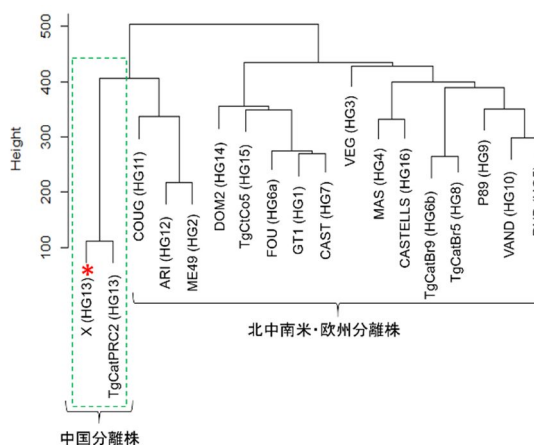 500
400
300
200
100
Height
X (HG13)*
TgCatPRC2 (HG13)
COUG (HG11)
ARI (HG12)
ME49 (HG2)
DOM2 (HG14)
TgCtCo5 (HG15)
FOU (HG6a)
GT1 (HG1)
CAST (HG7)
VEG (HG3)
MAS (HG4)
CASTELLS (HG16)
TgCatBr9 (HG6b)
TgCatBr5 (HG8)
P89 (HG9)
VAND (HG10)
北中南米・欧州分離株
中国分離株